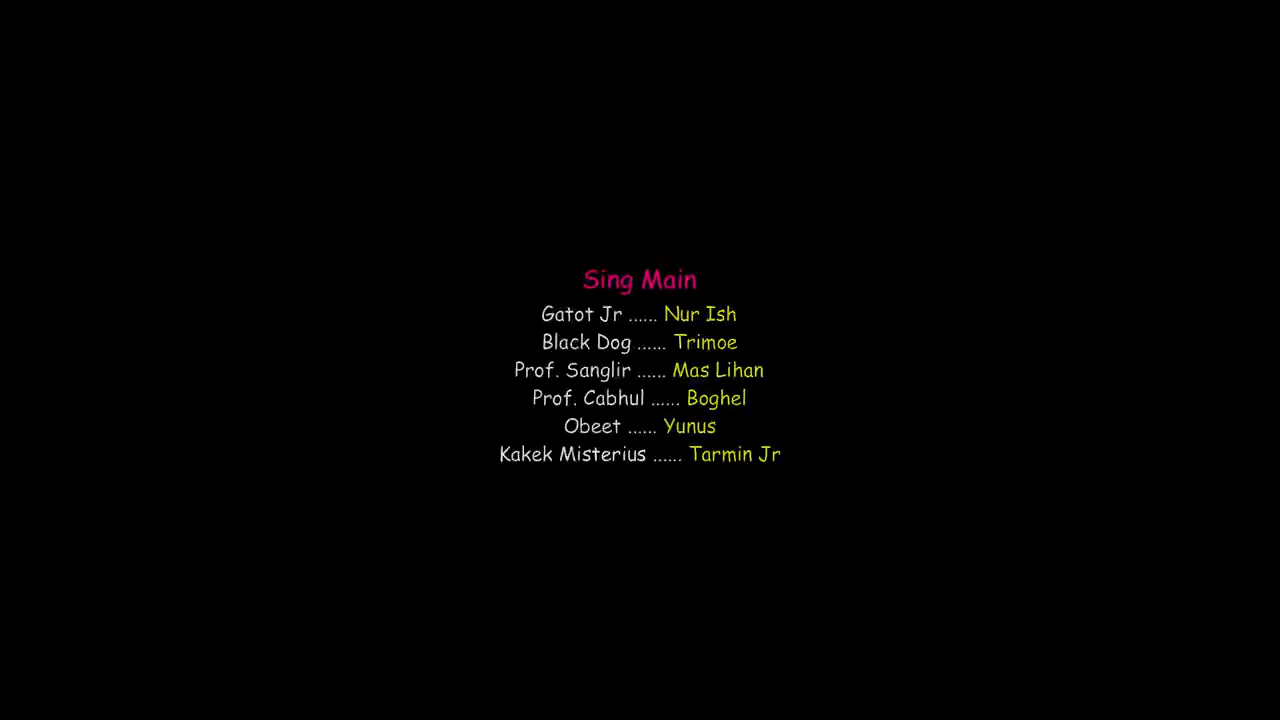 Sing Main
Gatot Jr ...... Nur Ish
Black Dog ...... Trimoe
Prof. Sanglir ...... Mas Lihan
Prof. Cabhul ...... Boghel
Obeet ...... Yunus
Kakek Misterius ...... Tarmin Jr